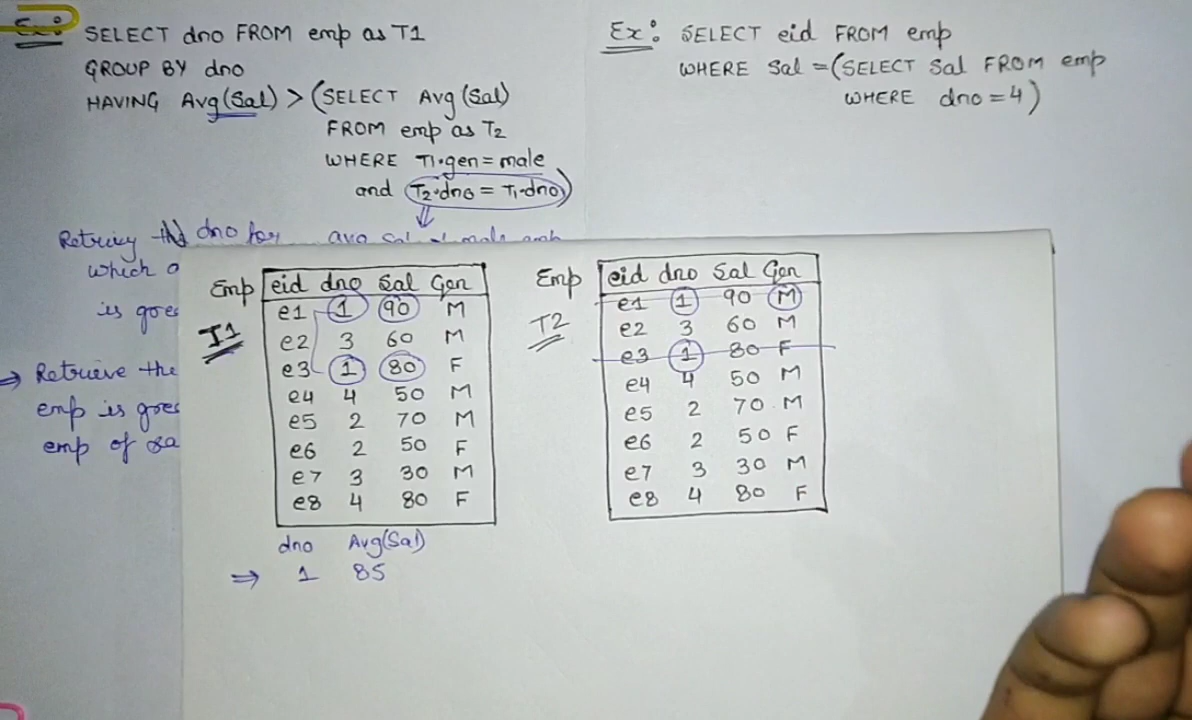 Ex:
SELECT dno FROM emp as T1
GROUP BY dno
HAVING Avg(Sal) > (SELECT Avg(Sal)
FROM emp as T2
WHERE T1.gen = male
and T2.dno = T1.dno)
Ex: SELECT eid FROM emp
WHERE Sal = (SELECT Sal FROM emp
WHERE dno = 4)
dno for
which
is
⇒ Retrieve the
emp is
emp of
Emp
T1
eid dno Sal Gen
e1 1 90 M
e2 3 60 M
e3 1 80 F
e4 4 50 M
e5 2 70 M
e6 2 50 F
e7 3 30 M
e8 4 80 F
dno Avg(Sal)
⇒ 1 85
Emp
T2
eid dno Sal Gen
e1 1 90 M
e2 3 60 M
e3 1 80 F
e4 4 50 M
e5 2 70 M
e6 2 50 F
e7 3 30 M
e8 4 80 F